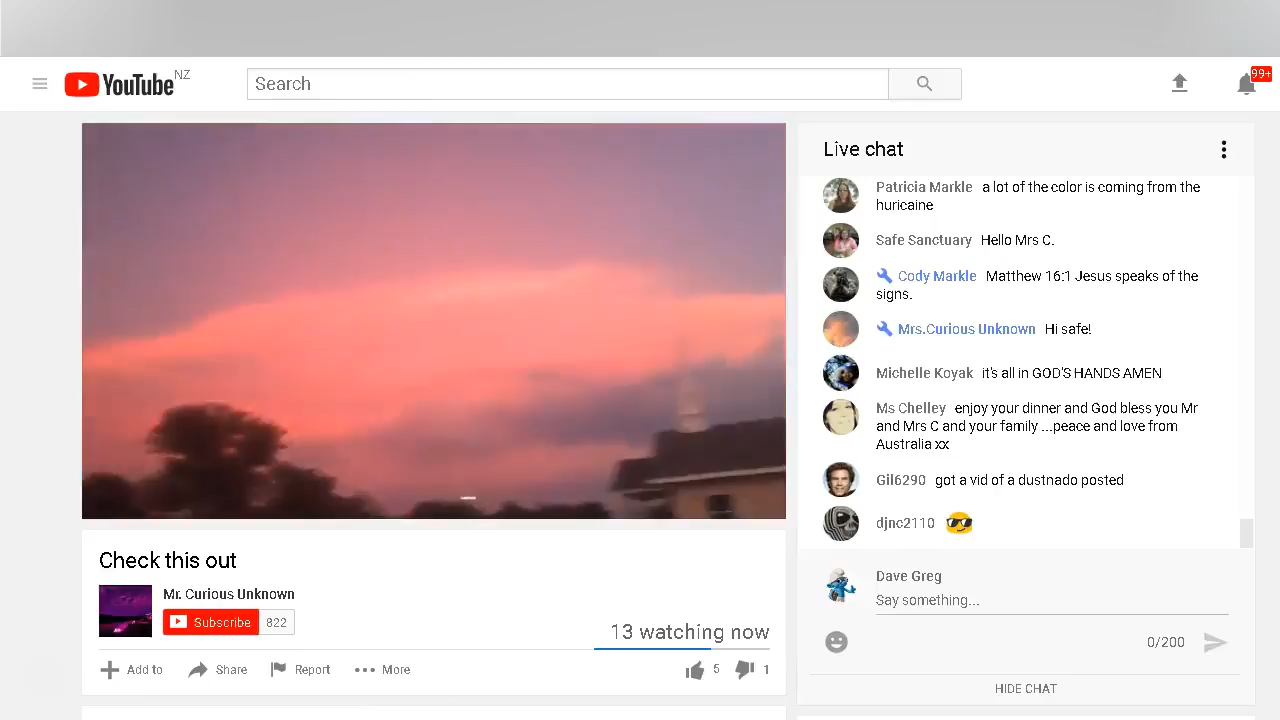 YouTube NZ
Search
99+
Live chat
Patricia Markle a lot of the color is coming from the
huricaine
Safe Sanctuary Hello Mrs C.
Cody Markle Matthew 16:1 Jesus speaks of the
signs.
Mrs.Curious Unknown Hi safe!
Michelle Koyak it's all in GOD'S HANDS AMEN
Ms Chelley enjoy your dinner and God bless you Mr
and Mrs C and your family ...peace and love from
Australia xx
Gil6290 got a vid of a dustnado posted
djnc2110
Dave Greg
Say something...
0/200
HIDE CHAT
Check this out
Mr. Curious Unknown
Subscribe 822
13 watching now
Add to Share Report More 5 1